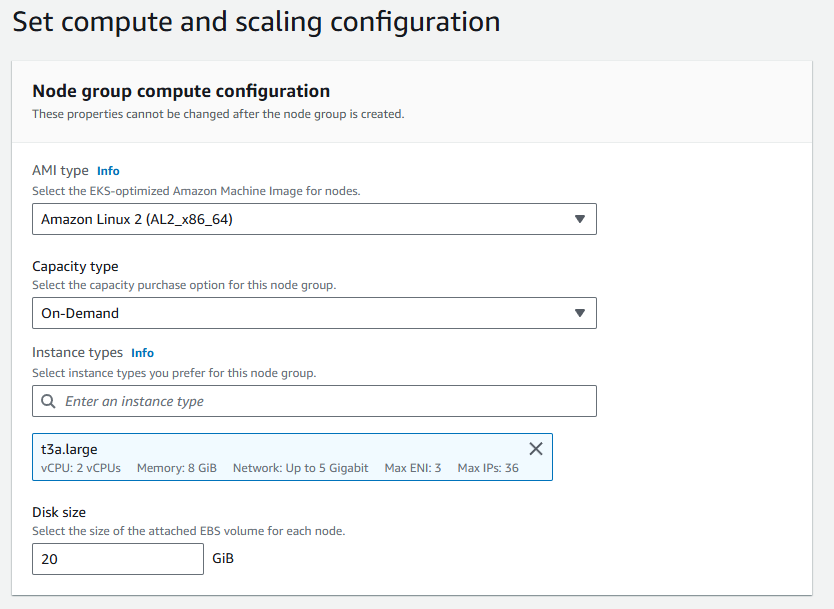 Set compute and scaling configuration
Node group compute configuration
These properties cannot be changed after the node group is created.
AMI type Info
Select the EKS-optimized Amazon Machine Image for nodes.
Amazon Linux 2 (AL2_x86_64)
Capacity type
Select the capacity purchase option for this node group.
On-Demand
Instance types Info
Select instance types you prefer for this node group.
Enter an instance type
t3a.large
vCPU: 2 vCPUs Memory: 8 GiB Network: Up to 5 Gigabit Max ENI: 3 Max IPs: 36
Disk size
Select the size of the attached EBS volume for each node.
20 GiB